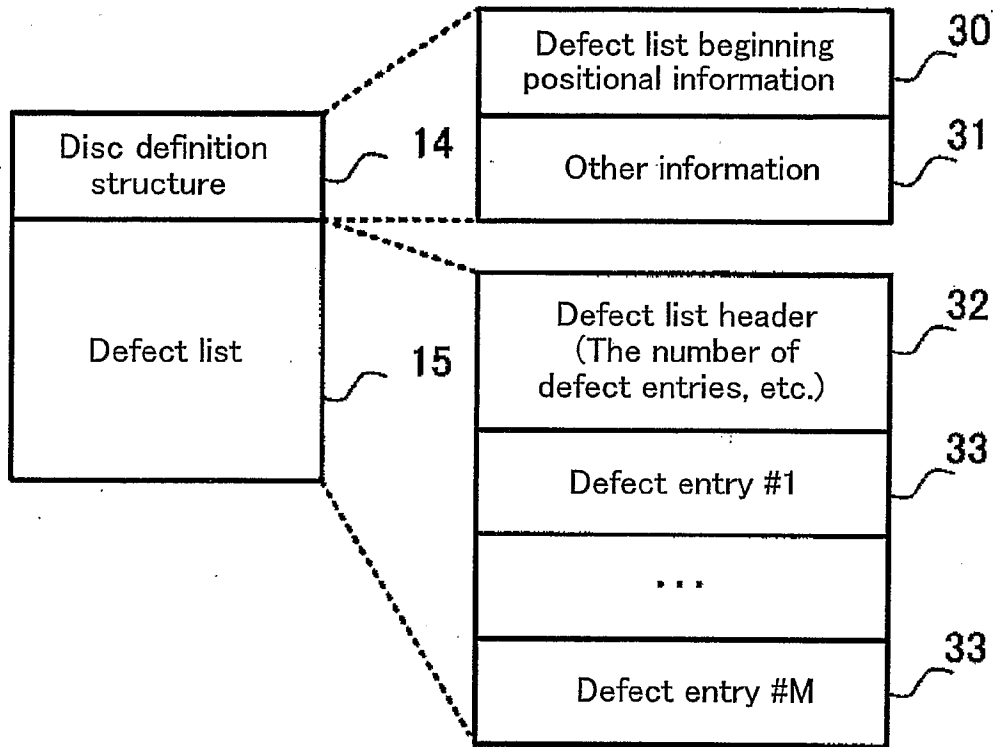 Disc definition
structure
14
Defect list
15
Defect list beginning
positional information
30
Other information
31
Defect list header
(The number of
defect entries, etc.)
32
Defect entry #1
33
...
Defect entry #M
33